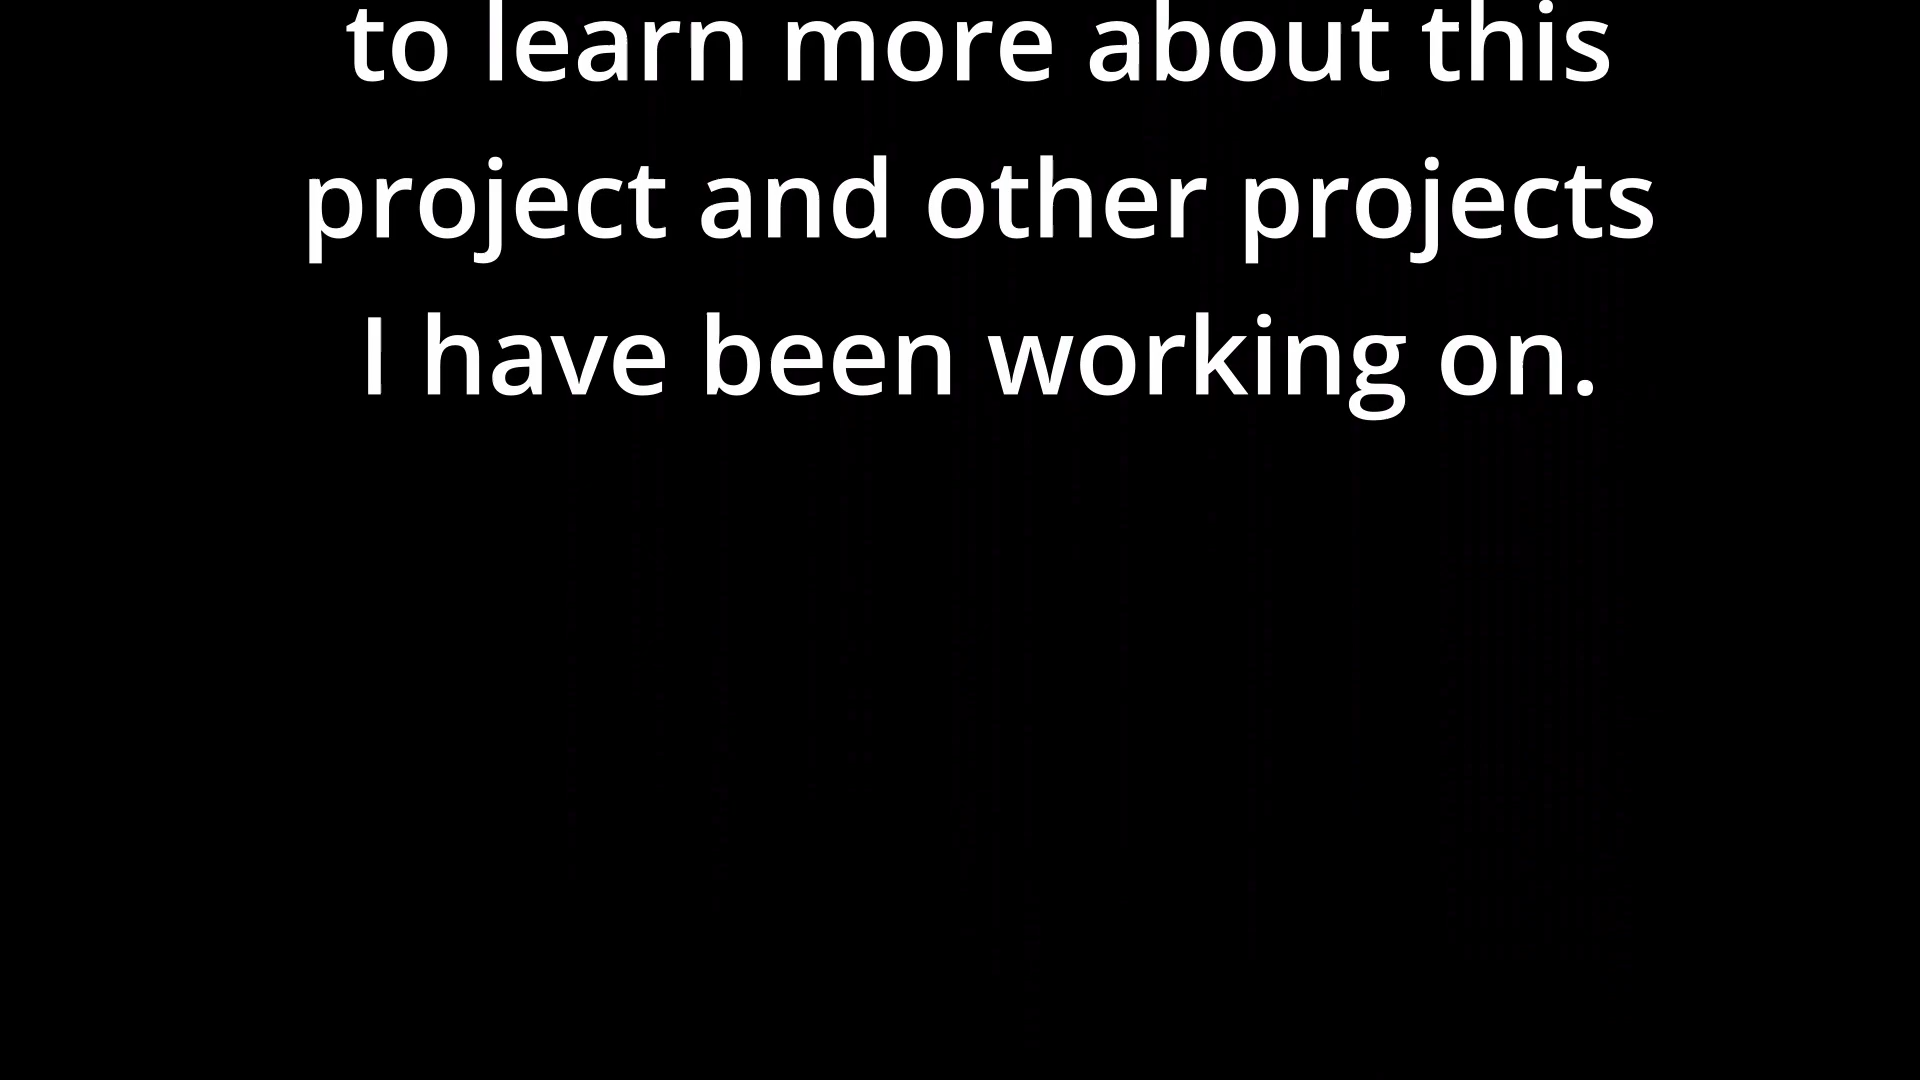 to learn more about this
project and other projects
I have been working on.